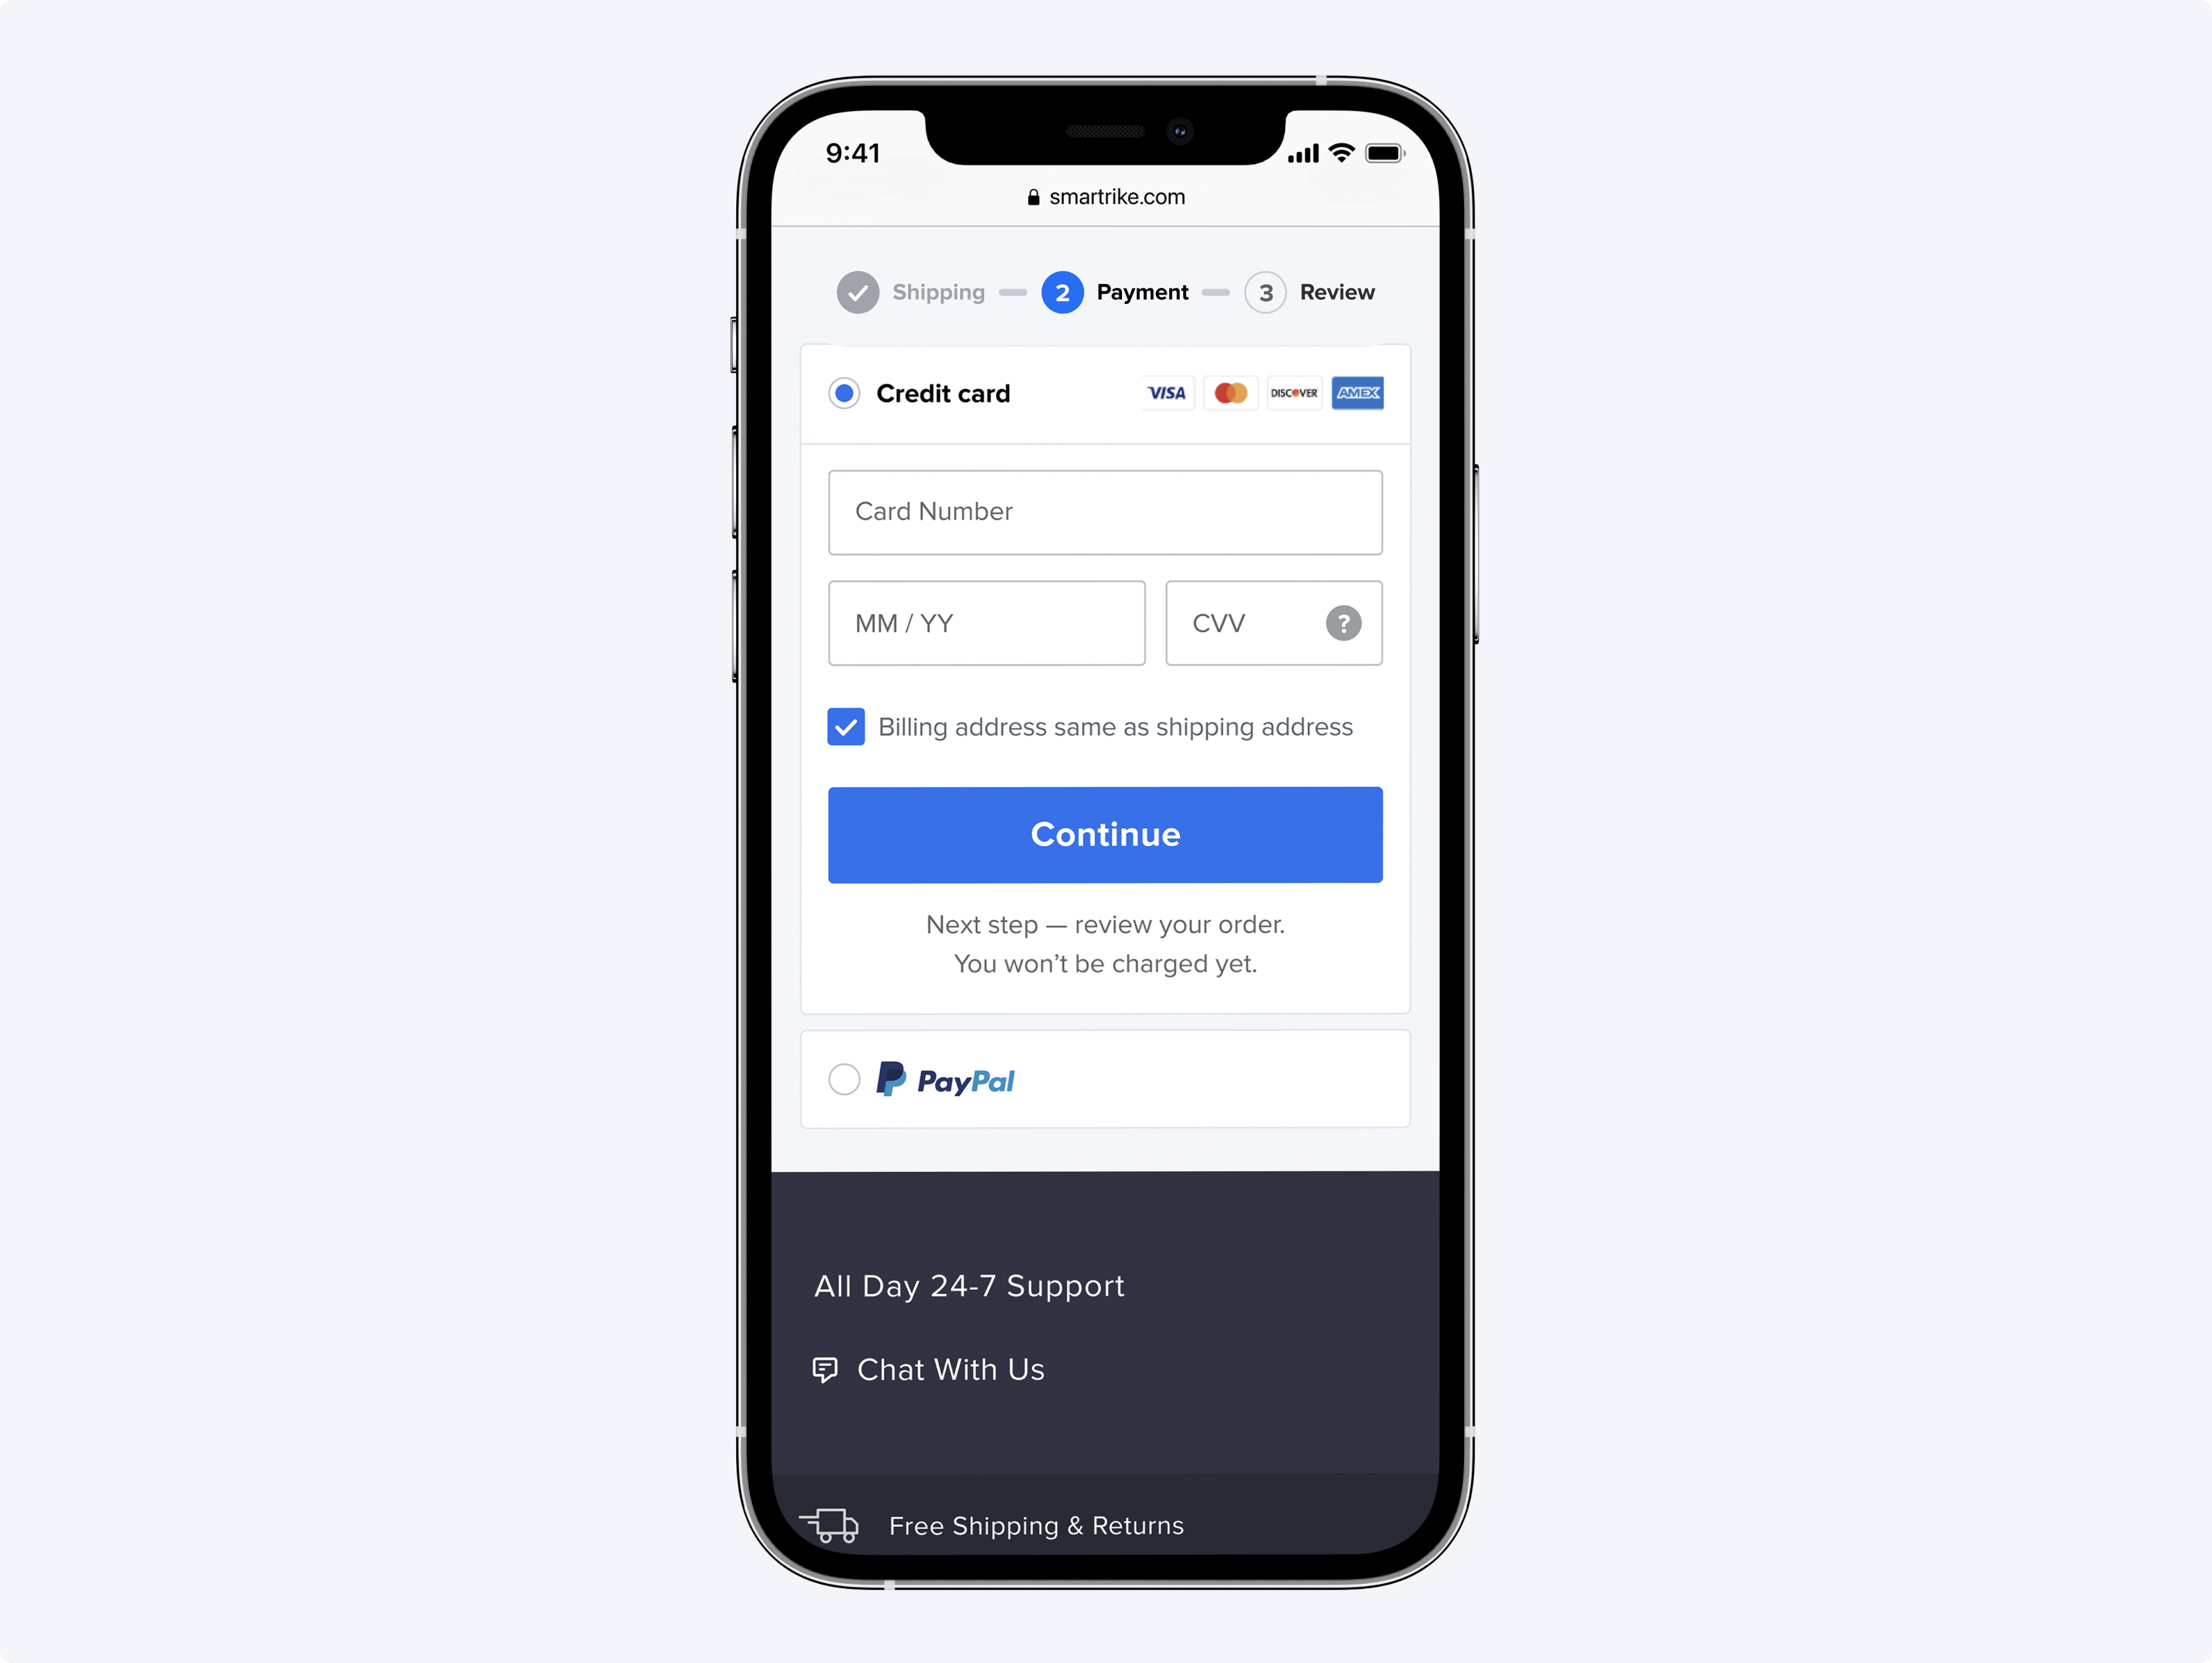 9:41
smartrike.com
Shipping 2 Payment 3 Review
Credit card VISA DISCOVER AMEX
Card Number
MM / YY CVV ?
Billing address same as shipping address
Continue
Next step — review your order.
You won't be charged yet.
PayPal
All Day 24-7 Support
Chat With Us
Free Shipping & Returns